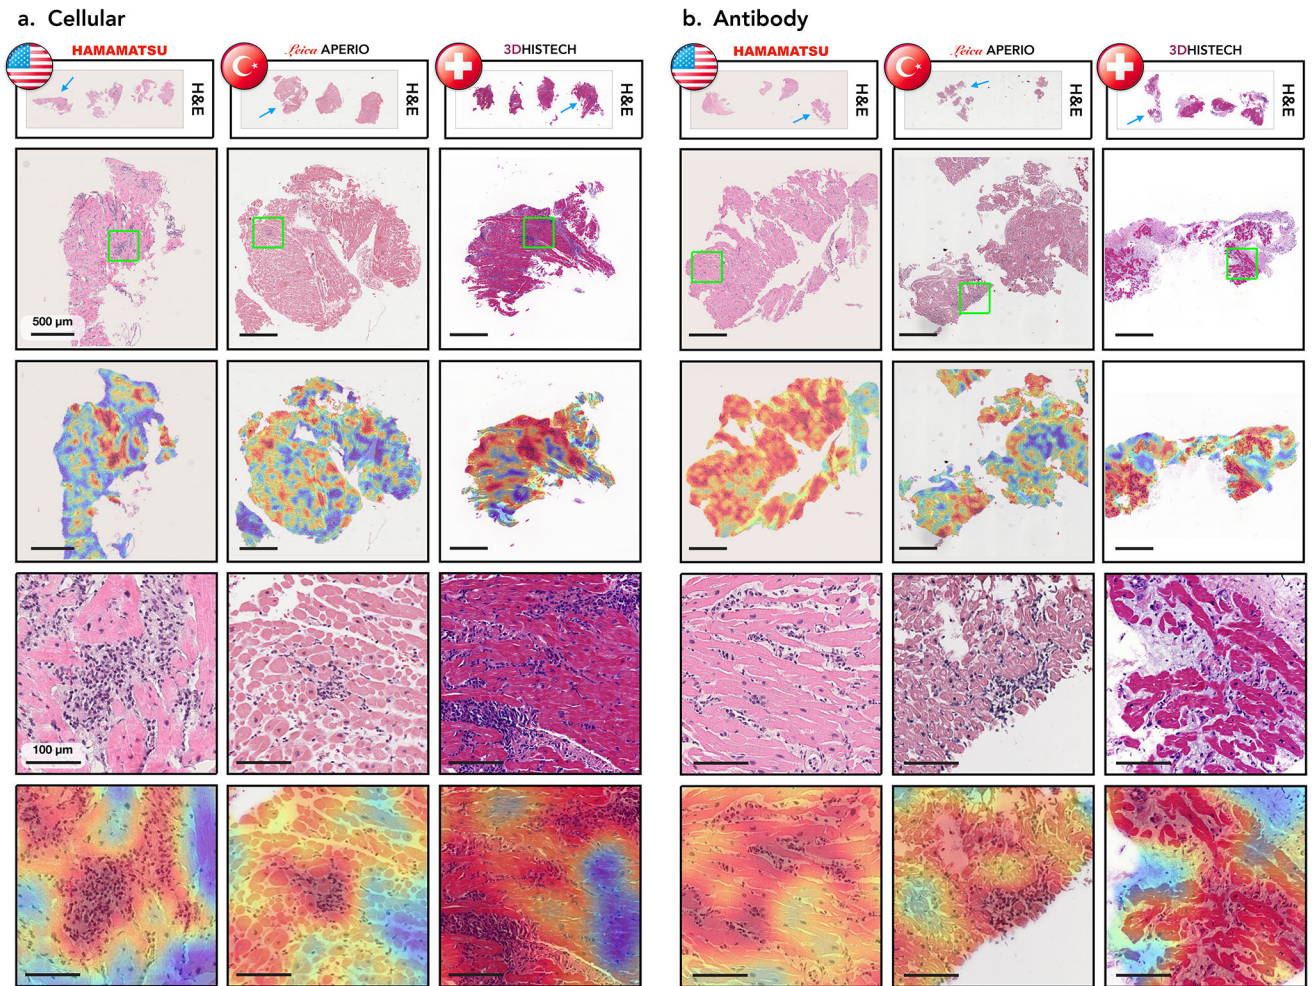 a. Cellular
b. Antibody
HAMAMATSU
Leica APERIO
3DHISTECH
HAMAMATSU
Leica APERIO
3DHISTECH
H&E
H&E
H&E
H&E
H&E
H&E
500 μm
100 μm